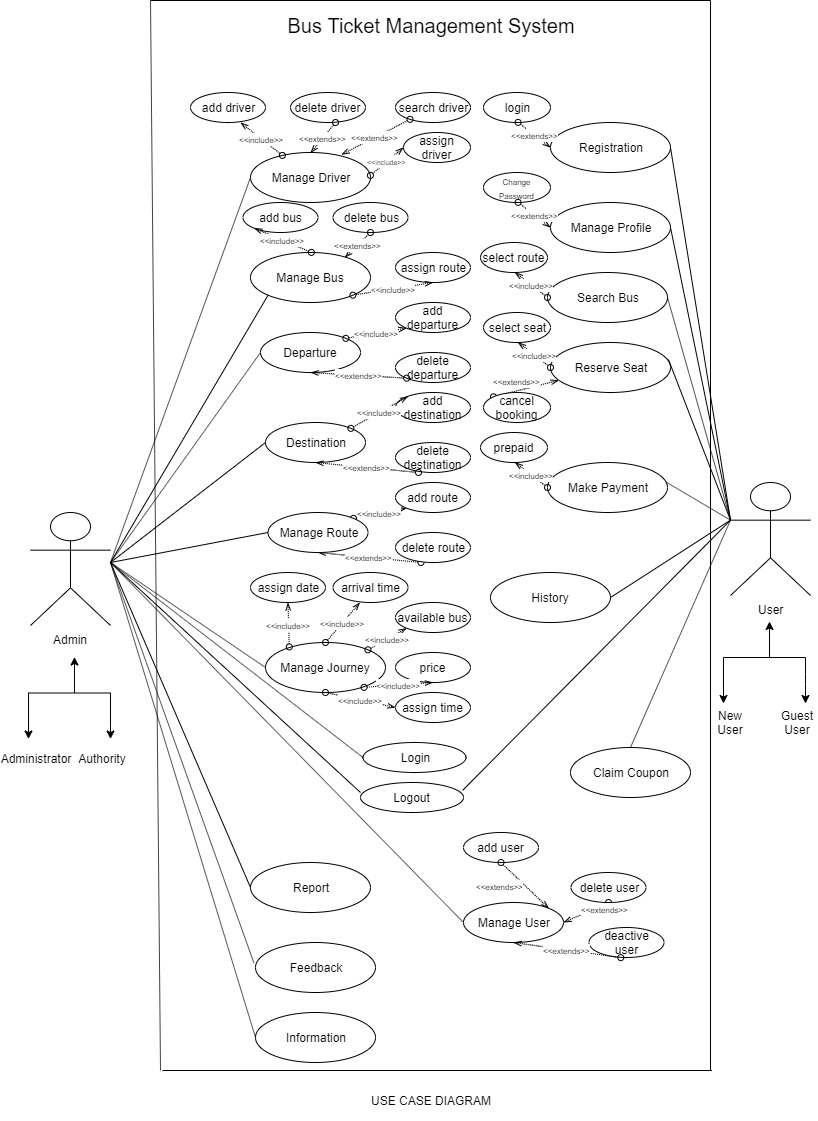 Bus Ticket Management System
add driver
delete driver
search driver
login
<<include>>
<<extends>>
<<extends>>
<<extends>>
assign
driver
Registration
<<include>>
Manage Driver
Change
Password
add bus
delete bus
<<extends>>
Manage Profile
<<include>>
<<extends>>
select route
assign route
Manage Bus
<<include>>
<<include>>
Search Bus
add
departure
select seat
<<include>>
Departure
<<include>>
delete
departure
Reserve Seat
<<extends>>
<<extends>>
add
destination
cancel
booking
<<include>>
Destination
prepaid
delete
destination
<<extends>>
<<include>>
Make Payment
add route
<<include>>
Manage Route
delete route
<<extends>>
assign date
arrival time
History
User
available bus
<<include>>
<<include>>
Admin
<<include>>
Manage Journey
price
<<include>>
<<include>>
assign time
New
User
Guest
User
Administrator
Authority
Login
Claim Coupon
Logout
add user
Report
<<extends>>
delete user
<<extends>>
Manage User
deactive
user
<<extends>>
Feedback
Information
USE CASE DIAGRAM